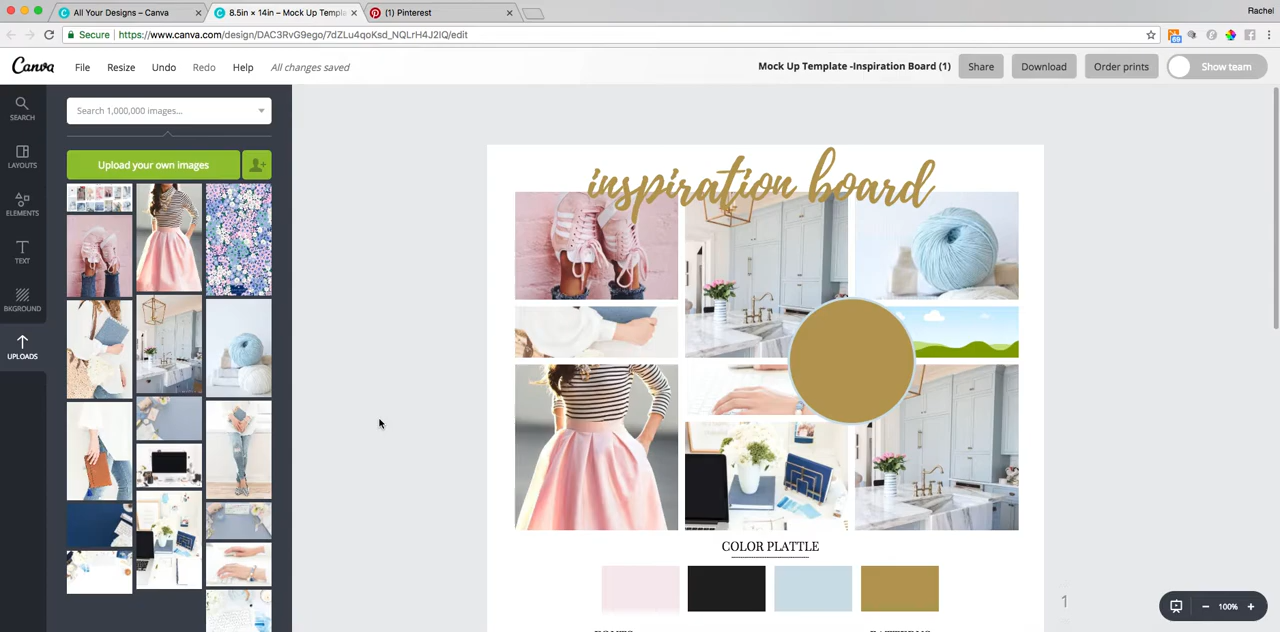 All Your Designs – Canva
8.5in × 14in – Mock Up Templa
(1) Pinterest
Rachel
Secure
https://www.canva.com/design/DAC3RvG9ego/7dZLu4qoKsd_NQLrH4J2IQ/edit
Canva
File
Resize
Undo
Redo
Help
All changes saved
Mock Up Template -Inspiration Board (1)
Share
Download
Order prints
Show team
SEARCH
LAYOUTS
ELEMENTS
TEXT
BKGROUND
UPLOADS
Search 1,000,000 images...
Upload your own images
inspiration board
COLOR PLATTLE
1
100%